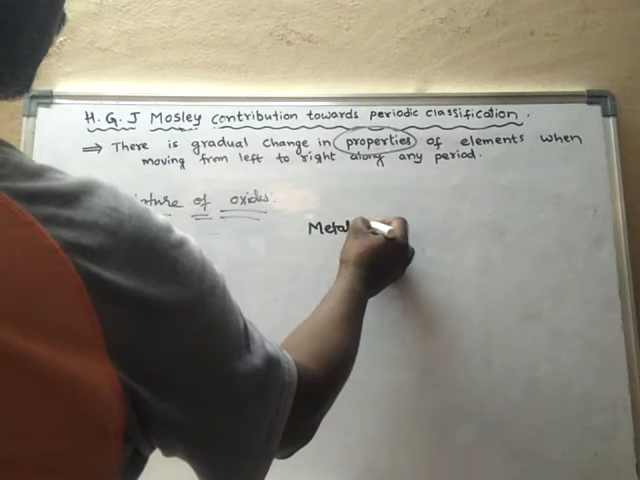 H. G. J Mosley contribution towards periodic classification.
⇒ There is gradual change in properties of elements when
moving from left to right along any period.
of oxides:
Metal